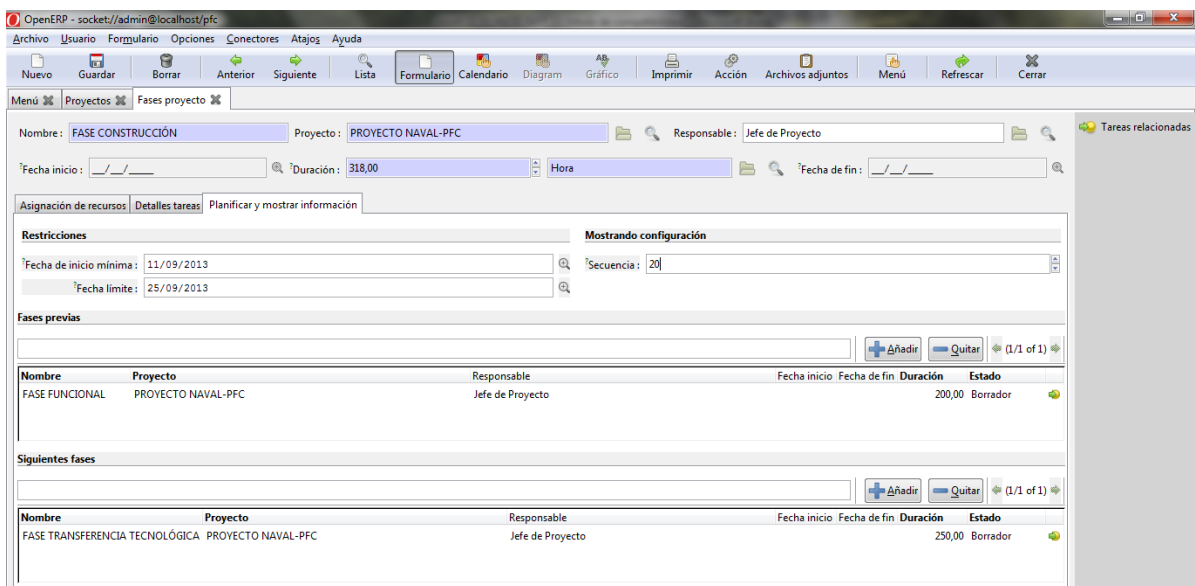 OpenERP - socket://admin@localhost/pfc
Archivo Usuario Formulario Opciones Conectores Atajos Ayuda
Nuevo Guardar Borrar Anterior Siguiente Lista Formulario Calendario Diagram Gráfico Imprimir Acción Archivos adjuntos Menú Refrescar Cerrar
Menú Proyectos Fases proyecto
Nombre : FASE CONSTRUCCIÓN Proyecto : PROYECTO NAVAL-PFC Responsable : Jefe de Proyecto Tareas relacionadas
?Fecha inicio : __/__/____ ?Duración : 318,00 Hora ?Fecha de fin : __/__/____
Asignación de recursos Detalles tareas Planificar y mostrar información
Restricciones Mostrando configuración
?Fecha de inicio mínima : 11/09/2013 ?Secuencia : 20
?Fecha límite : 25/09/2013
Fases previas
Añadir Quitar (1/1 of 1)
Nombre Proyecto Responsable Fecha inicio Fecha de fin Duración Estado
FASE FUNCIONAL PROYECTO NAVAL-PFC Jefe de Proyecto 200,00 Borrador
Siguientes fases
Añadir Quitar (1/1 of 1)
Nombre Proyecto Responsable Fecha inicio Fecha de fin Duración Estado
FASE TRANSFERENCIA TECNOLÓGICA PROYECTO NAVAL-PFC Jefe de Proyecto 250,00 Borrador